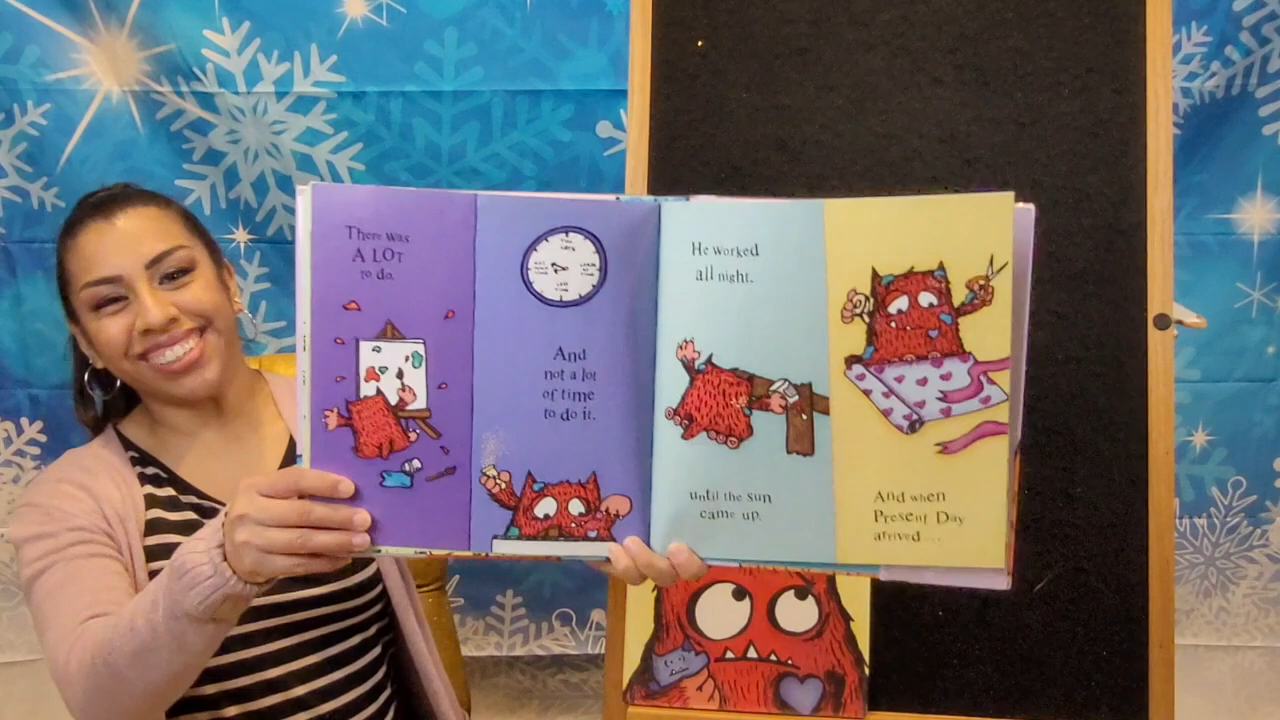 There was
A LOT
to do.
And
not a lot
of time
to do it.
He worked
all night.
until the sun
came up.
And when
Present Day
arrived...